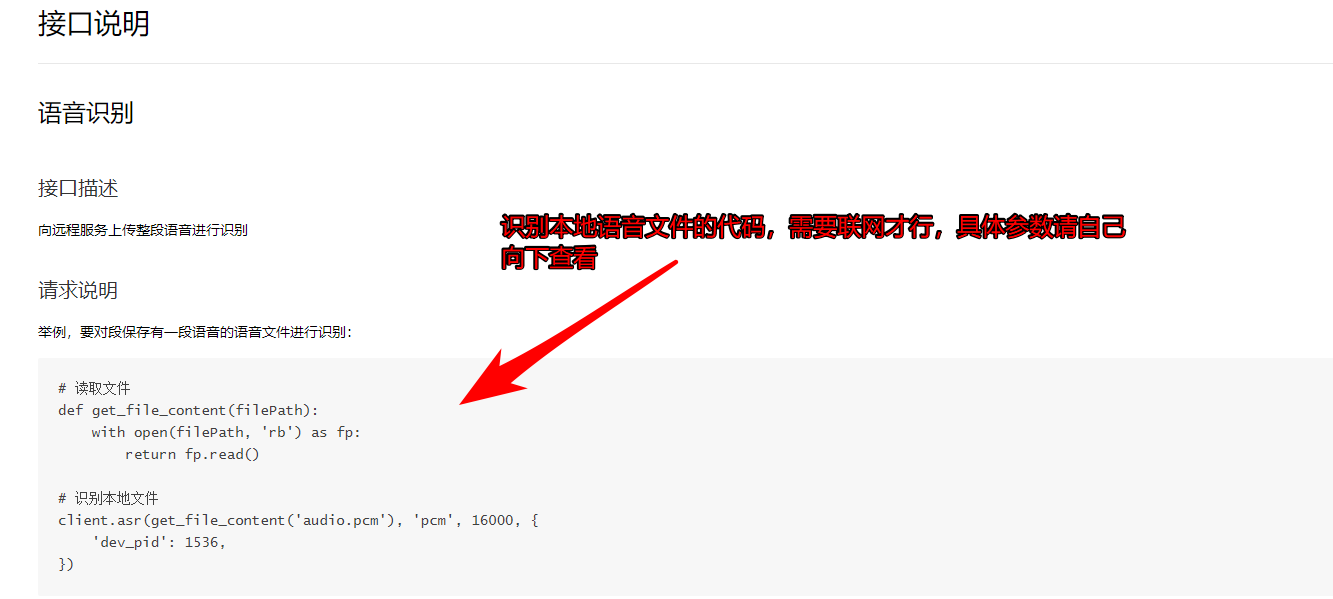 接口说明
语音识别
接口描述
向远程服务上传整段语音进行识别
识别本地语音文件的代码，需要联网才行，具体参数请自己
向下查看
请求说明
举例，要对段保存有一段语音的语音文件进行识别：
# 读取文件
def get_file_content(filePath):
    with open(filePath, 'rb') as fp:
        return fp.read()
# 识别本地文件
client.asr(get_file_content('audio.pcm'), 'pcm', 16000, {
    'dev_pid': 1536,
})